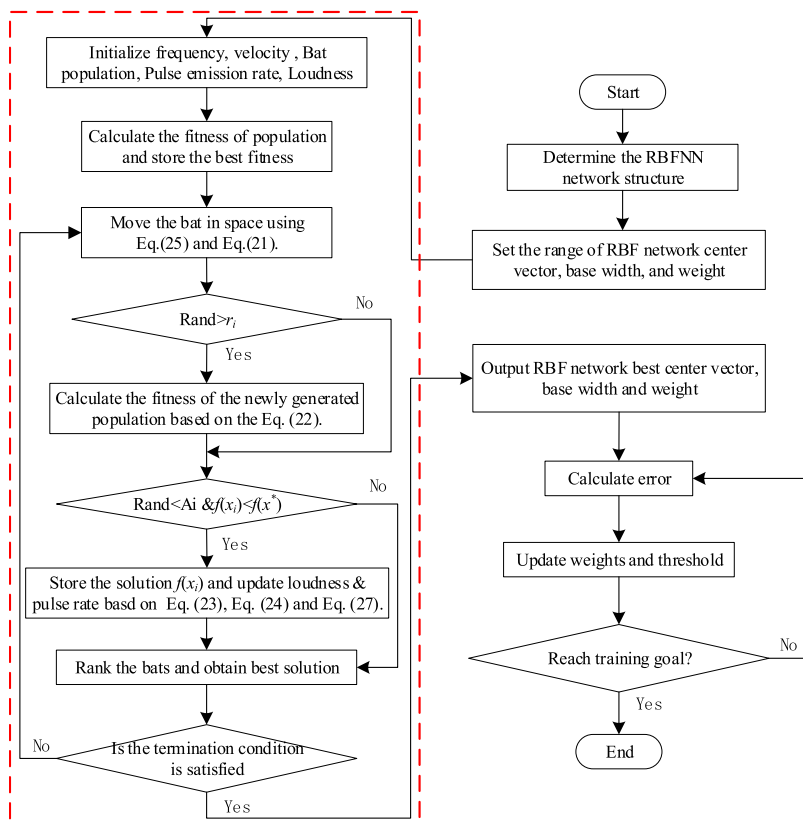 Initialize frequency, velocity , Bat
population, Pulse emission rate, Loudness
Calculate the fitness of population
and store the best fitness
Move the bat in space using
Eq.(25) and Eq.(21).
Rand>ri
No
Yes
Calculate the fitness of the newly generated
population based on the Eq. (22).
Rand<Ai &f(xi)<f(x*)
No
Yes
Store the solution f(xi) and update loudness &
pulse rate basd on Eq. (23), Eq. (24) and Eq. (27).
Rank the bats and obtain best solution
Is the termination condition
is satisfied
No
Yes
Start
Determine the RBFNN
network structure
Set the range of RBF network center
vector, base width, and weight
Output RBF network best center vector,
base width and weight
Calculate error
Update weights and threshold
Reach training goal?
No
Yes
End